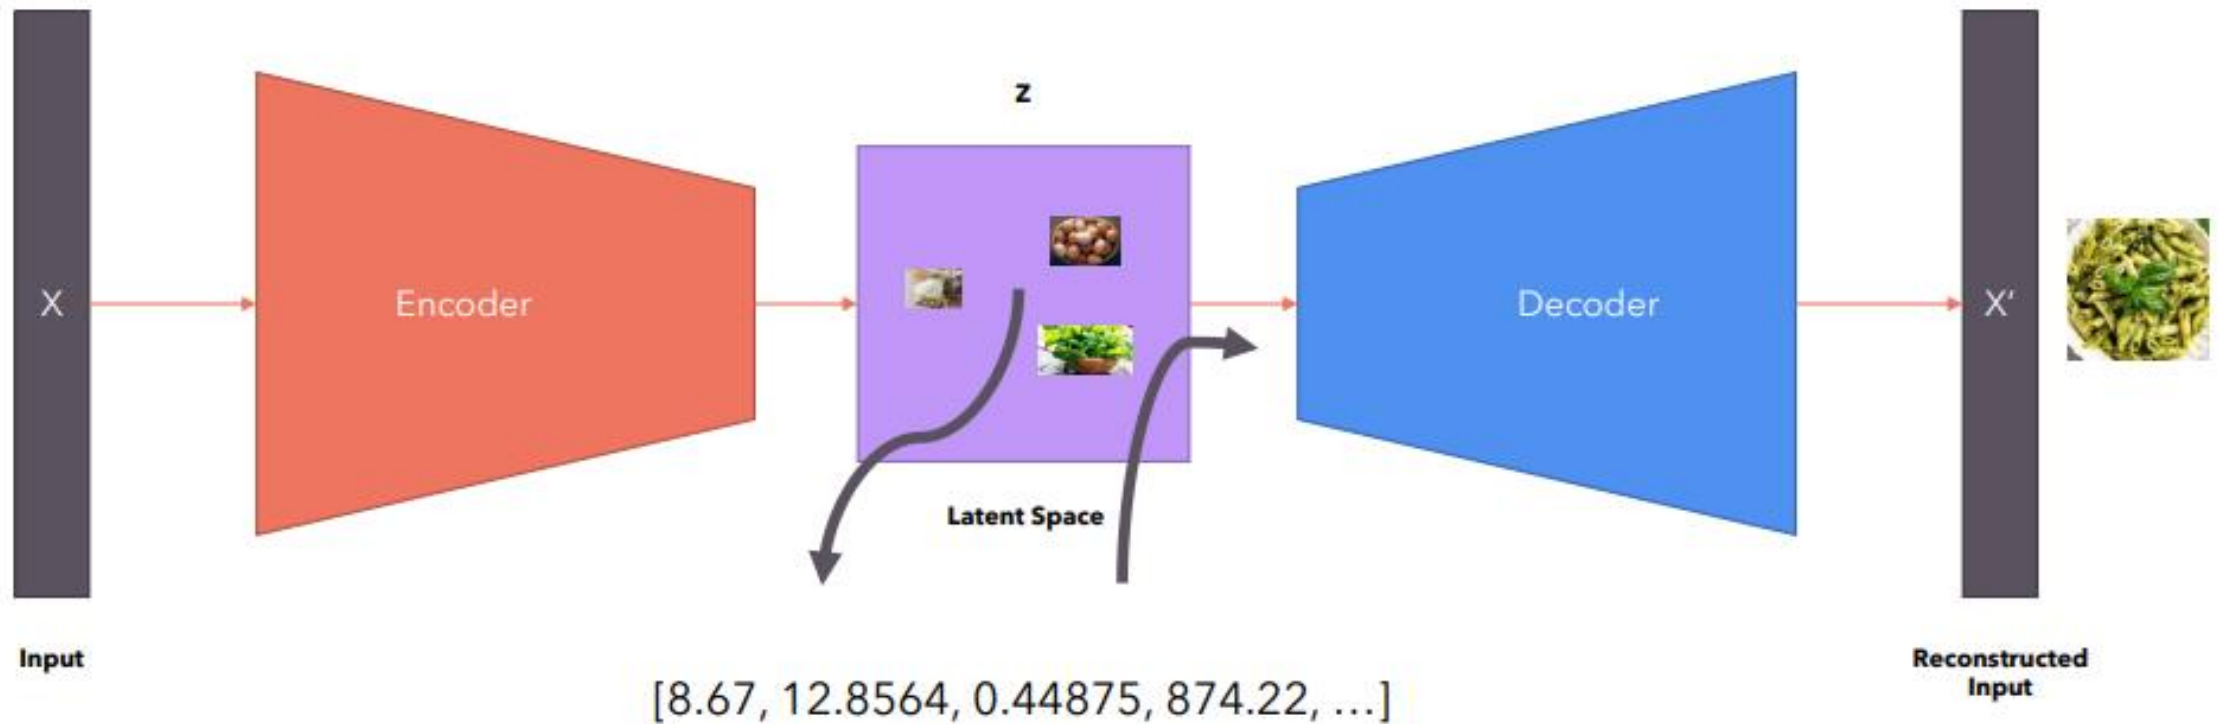 Z
X
Encoder
Decoder
X'
Latent Space
Input
Reconstructed
Input
[8.67, 12.8564, 0.44875, 874.22, …]